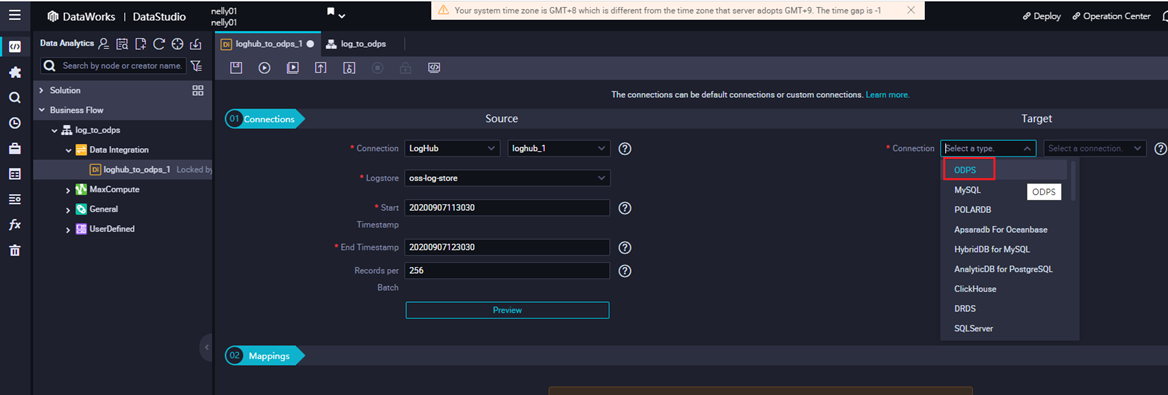 DataWorks | DataStudio
nelly01
nelly01
Your system time zone is GMT+8 which is different from the time zone that server adopts GMT+9. The time gap is -1
Deploy
Operation Center
Data Analytics
Search by node or creator name.
Solution
Business Flow
log_to_odps
Data Integration
Di loghub_to_odps_1 Locked by
MaxCompute
General
UserDefined
Di loghub_to_odps_1
log_to_odps
The connections can be default connections or custom connections. Learn more.
01 Connections
Source
Target
* Connection LogHub loghub_1 ?
* Logstore oss-log-store
* Start Timestamp 20200907113030 ?
* End Timestamp 20200907123030 ?
Records per Batch 256 ?
Preview
* Connection Select a type. Select a connection. ?
ODPS
MySQL
ODPS
POLARDB
Apsaradb For Oceanbase
HybridDB for MySQL
AnalyticDB for PostgreSQL
ClickHouse
DRDS
SQLServer
02 Mappings
fx